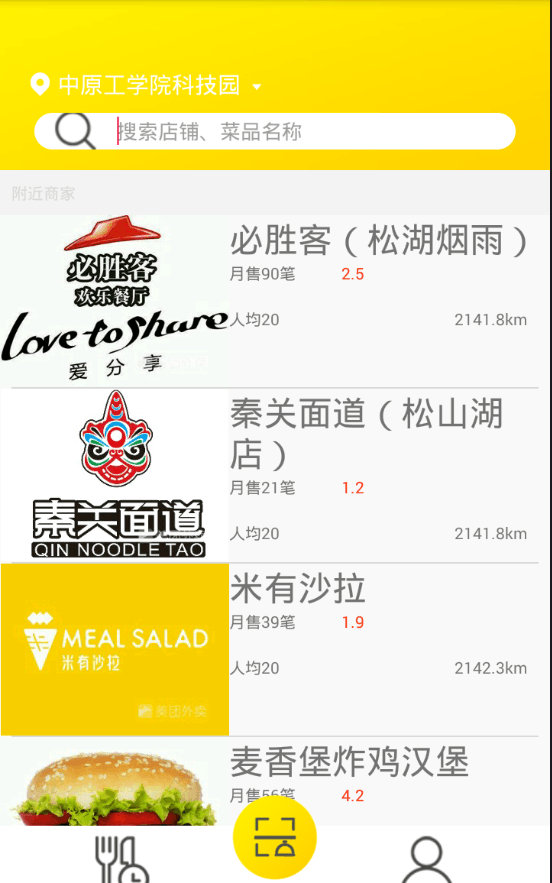 中原工学院科技园
搜索店铺、菜品名称
附近商家
必胜客
欢乐餐厅
Love to Share
爱分享
必胜客（松湖烟雨）
月售90笔 2.5
人均20 2141.8km
秦关面道
QIN NOODLE TAO
秦关面道（松山湖
店）
月售21笔 1.2
人均20 2141.8km
MEAL SALAD
米有沙拉
美团外卖
米有沙拉
月售39笔 1.9
人均20 2142.3km
麦香堡炸鸡汉堡
月售56笔 4.2